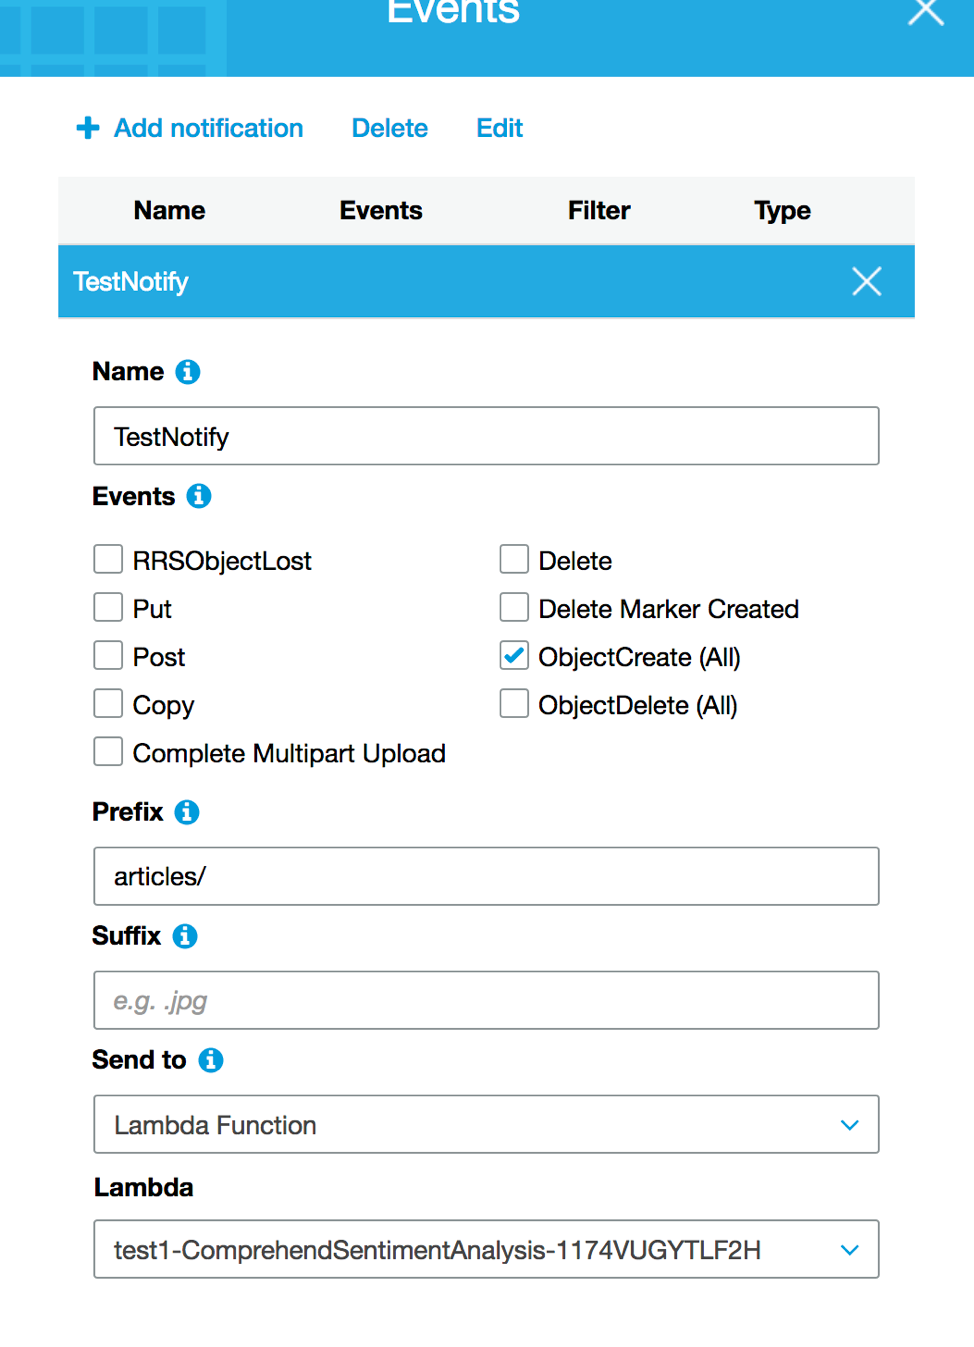 Events
Add notification Delete Edit
Name Events Filter Type
TestNotify
Name
TestNotify
Events
RRSObjectLost Delete
Put Delete Marker Created
Post ObjectCreate (All)
Copy ObjectDelete (All)
Complete Multipart Upload
Prefix
articles/
Suffix
e.g. .jpg
Send to
Lambda Function
Lambda
test1-ComprehendSentimentAnalysis-1174VUGYTLF2H